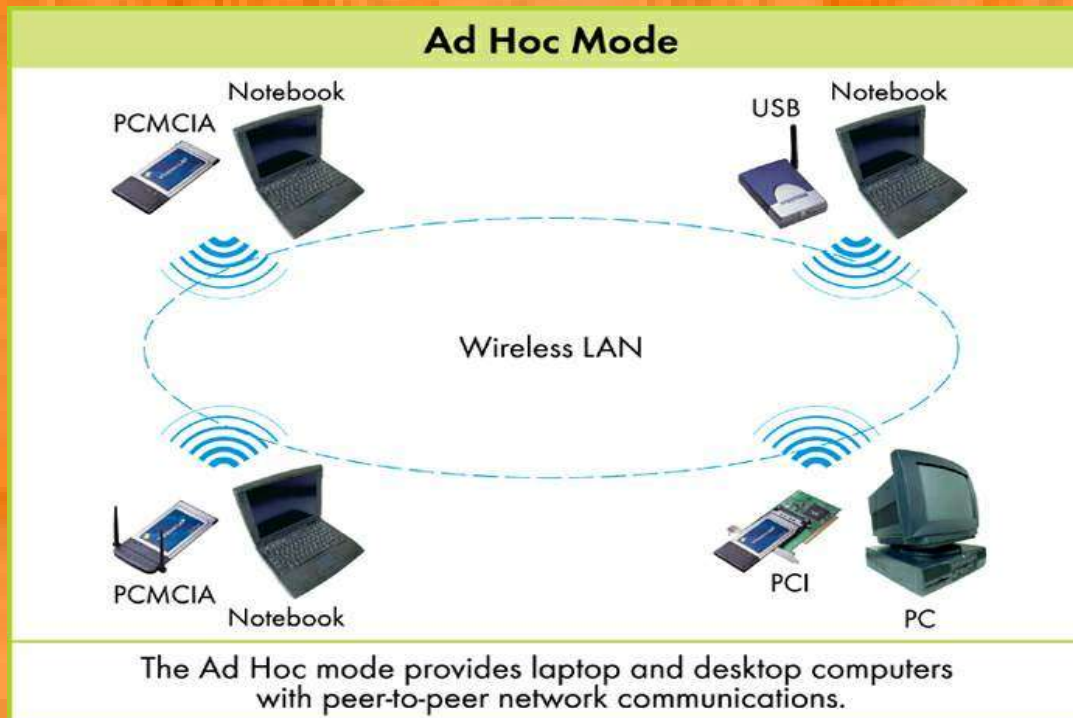 Ad Hoc Mode
Notebook
PCMCIA
USB
Notebook
Wireless LAN
PCMCIA
Notebook
PCI
PC
The Ad Hoc mode provides laptop and desktop computers
with peer-to-peer network communications.